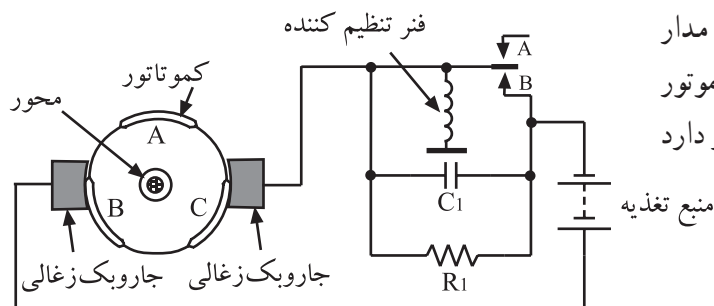 مدار
موتور
دارد
فنر تنظیم کننده
کموتاتور
محور
A
B
A
B
C
C1
R1
منبع تغذیه
جاروبک زغالی
جاروبک زغالی